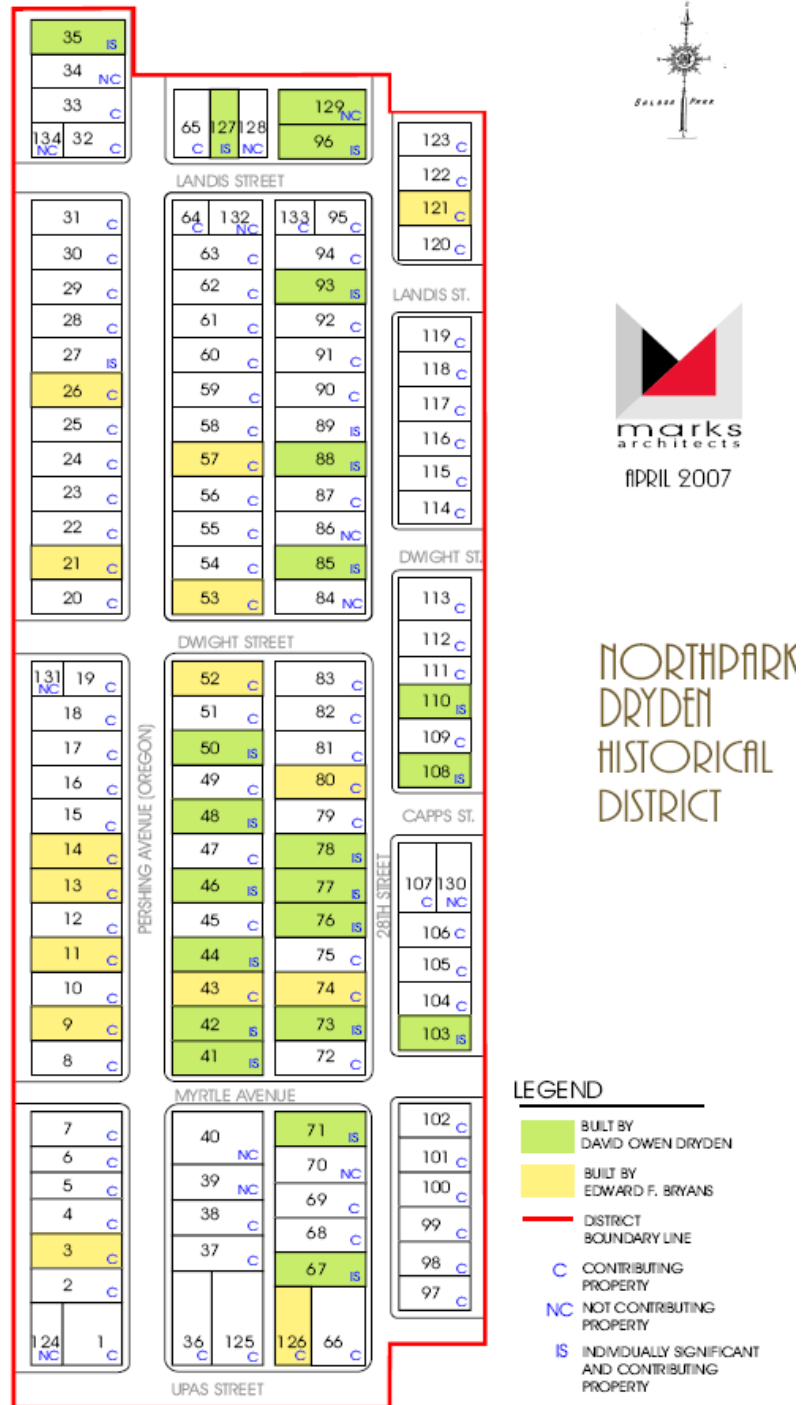 35 IS
34 NC
33 C
134 NC 32 C
65 C 127 IS 128 NC
129 NC
96 IS
LANDIS STREET
123 C
122 C
121 C
120 C
LANDIS ST.
31 C
30 C
29 C
28 C
27 IS
26 C
25 C
24 C
23 C
22 C
21 C
20 C
64 C 132 NC
63 C
62 C
61 C
60 C
59 C
58 C
57 C
56 C
55 C
54 C
53 C
133 C 95 C
94 C
93 IS
92 C
91 C
90 C
89 IS
88 IS
87 C
86 NC
85 IS
84 NC
119 C
118 C
117 C
116 C
115 C
114 C
DWIGHT ST.
DWIGHT STREET
131 NC 19 C
18 C
17 C
16 C
15 C
14 C
13 C
12 C
11 C
10 C
9 C
8 C
PERSHING AVENUE (OREGON)
52 C
51 C
50 IS
49 C
48 IS
47 C
46 IS
45 C
44 IS
43 C
42 IS
41 IS
83 C
82 C
81 C
80 C
79 C
78 IS
77 IS
76 IS
75 C
74 C
73 IS
72 C
28TH STREET
113 C
112 C
111 C
110 IS
109 C
108 IS
CAPPS ST.
107 C 130 NC
106 C
105 C
104 C
103 IS
MYRTLE AVENUE
7 C
6 C
5 C
4 C
3 C
2 C
124 NC 1 C
40 NC
39 NC
38 C
37 C
36 C 125 C
71 IS
70 NC
69 C
68 C
67 IS
126 C 66 C
102 C
101 C
100 C
99 C
98 C
97 C
UPAS STREET
BALBOA PARK
marks
architects
APRIL 2007
NORTHPARK
DRYDEN
HISTORICAL
DISTRICT
LEGEND
BUILT BY
DAVID OWEN DRYDEN
BUILT BY
EDWARD F. BRYANS
DISTRICT
BOUNDARY LINE
C CONTRIBUTING
PROPERTY
NC NOT CONTRIBUTING
PROPERTY
IS INDIVIDUALLY SIGNIFICANT
AND CONTRIBUTING
PROPERTY